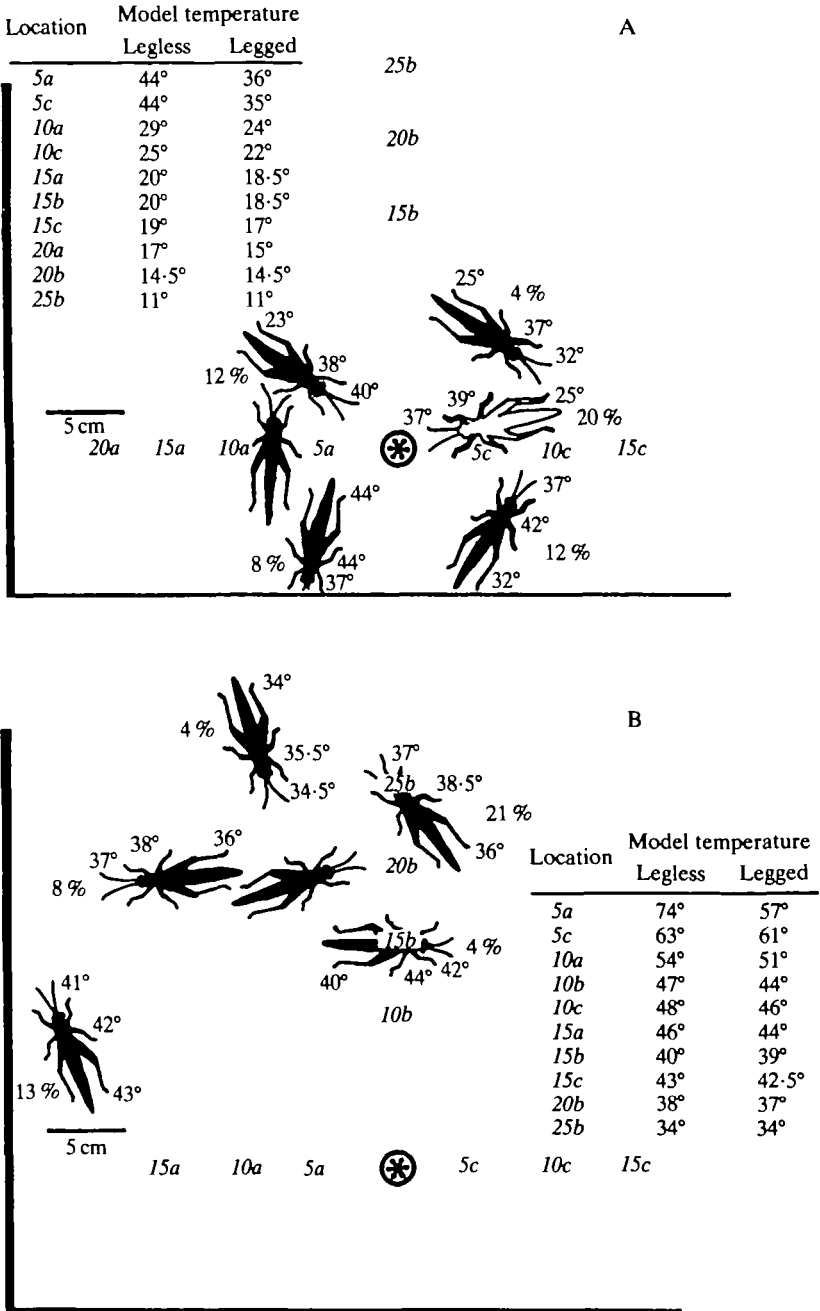 A
Location Model temperature
Legless Legged
5a 44° 36°
5c 44° 35°
10a 29° 24°
10c 25° 22°
15a 20° 18·5°
15b 20° 18·5°
15c 19° 17°
20a 17° 15°
20b 14·5° 14·5°
25b 11° 11°
25b
20b
15b
25°
4 %
37°
32°
23°
38°
12 %
40°
39°
25°
37°
20 %
5 cm
20a 15a 10a 5a 5c 10c 15c
44°
8 %
44°
37°
37°
42°
12 %
32°
B
34°
4 %
35·5°
34·5°
37°
25b
38·5°
21 %
36°
38°
36°
37°
8 %
20b
15b
4 %
42°
44°
40°
10b
41°
42°
13 %
43°
5 cm
15a 10a 5a 5c 10c 15c
Location Model temperature
Legless Legged
5a 74° 57°
5c 63° 61°
10a 54° 51°
10b 47° 44°
10c 48° 46°
15a 46° 44°
15b 40° 39°
15c 43° 42·5°
20b 38° 37°
25b 34° 34°